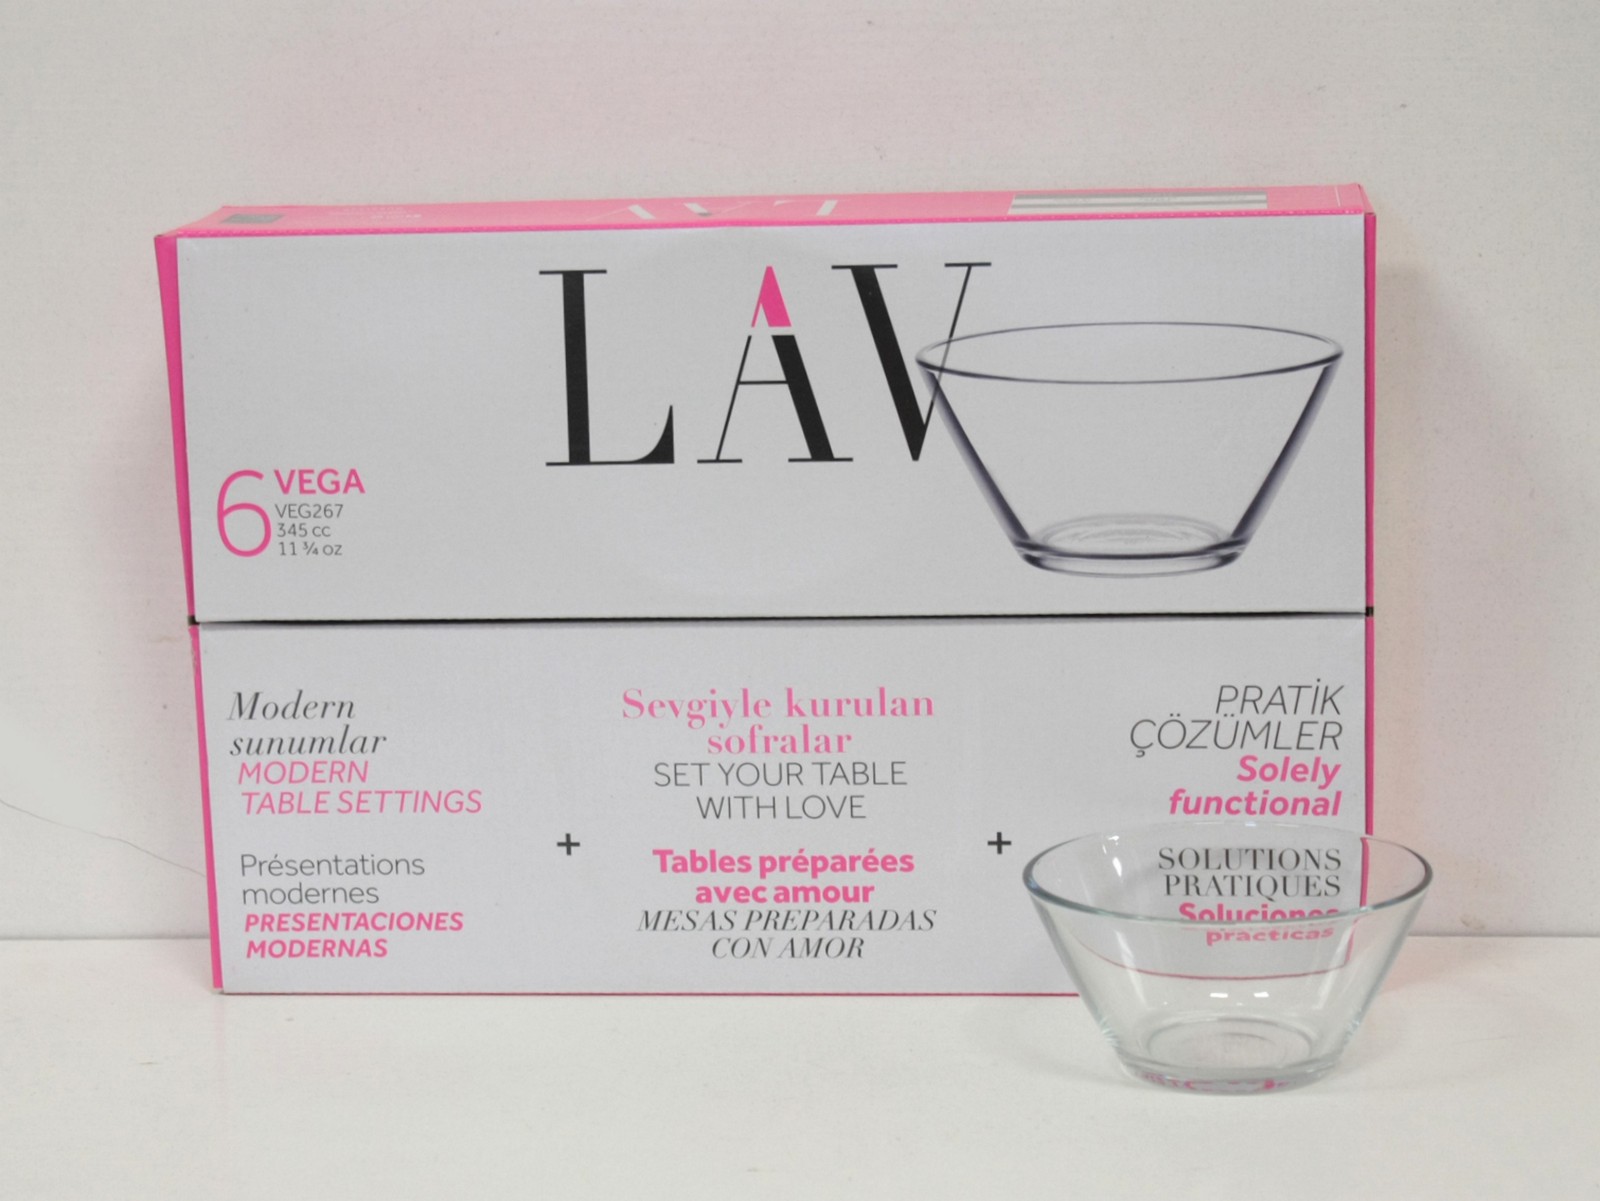 LAV
LAV
6
VEGA
VEG267
345 cc
11 ¾ oz
Modern
sunumlar
MODERN
TABLE SETTINGS
Présentations
modernes
PRESENTACIONES
MODERNAS
+
Sevgiyle kurulan
sofralar
SET YOUR TABLE
WITH LOVE
Tables préparées
avec amour
MESAS PREPARADAS
CON AMOR
+
PRATİK
ÇÖZÜMLER
Solely
functional
SOLUTIONS
PRATIQUES
Soluciones
prácticas